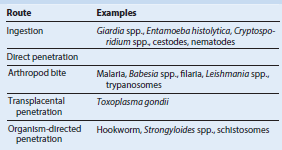 Route Examples
Ingestion Giardia spp., Entamoeba histolytica, Cryptospo-
ridium spp., cestodes, nematodes
Direct penetration
Arthropod bite Malaria, Babesia spp., filaria, Leishmania spp.,
trypanosomes
Transplacental Toxoplasma gondii
penetration
Organism-directed Hookworm, Strongyloides spp., schistosomes
penetration